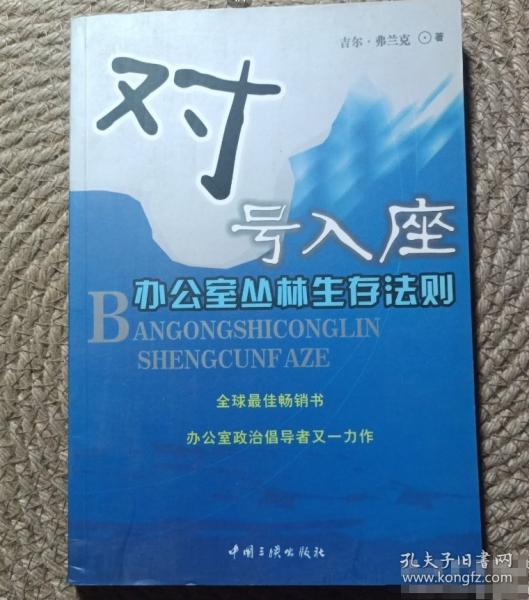 吉尔·弗兰克 著
对
号入座
办公室丛林生存法则
BANGONGSHICONGLIN
SHENGCUNFAZE
全球最佳畅销书
办公室政治倡导者又一力作
中国三峡出版社
孔夫子旧书网
www.kongfz.com